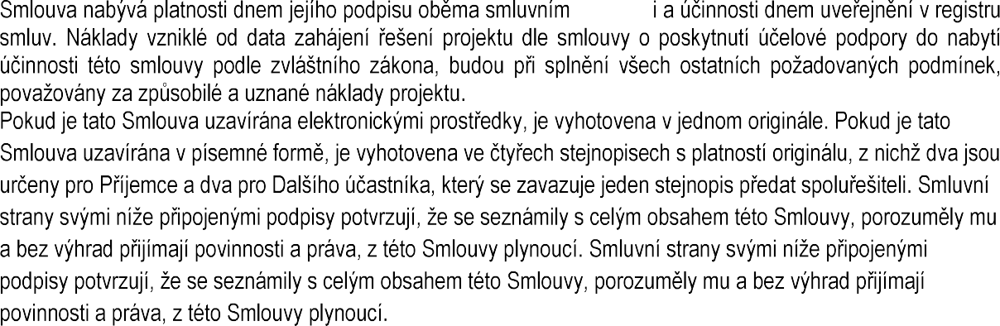 Smlouva nabývá platnosti dnem jejího podpisu oběma smluvním i a účinnosti dnem uveřejnění v registru
smluv. Náklady vzniklé od data zahájení řešení projektu dle smlouvy o poskytnutí účelové podpory do nabytí
účinnosti této smlouvy podle zvláštního zákona, budou při splnění všech ostatních požadovaných podmínek,
považovány za způsobilé a uznané náklady projektu.
Pokud je tato Smlouva uzavírána elektronickými prostředky, je vyhotovena v jednom originále. Pokud je tato
Smlouva uzavírána v písemné formě, je vyhotovena ve čtyřech stejnopisech s platností originálu, z nichž dva jsou
určeny pro Příjemce a dva pro Dalšího účastníka, který se zavazuje jeden stejnopis předat spoluřešiteli. Smluvní
strany svými níže připojenými podpisy potvrzují, že se seznámily s celým obsahem této Smlouvy, porozuměly mu
a bez výhrad přijímají povinnosti a práva, z této Smlouvy plynoucí. Smluvní strany svými níže připojenými
podpisy potvrzují, že se seznámily s celým obsahem této Smlouvy, porozuměly mu a bez výhrad přijímají
povinnosti a práva, z této Smlouvy plynoucí.